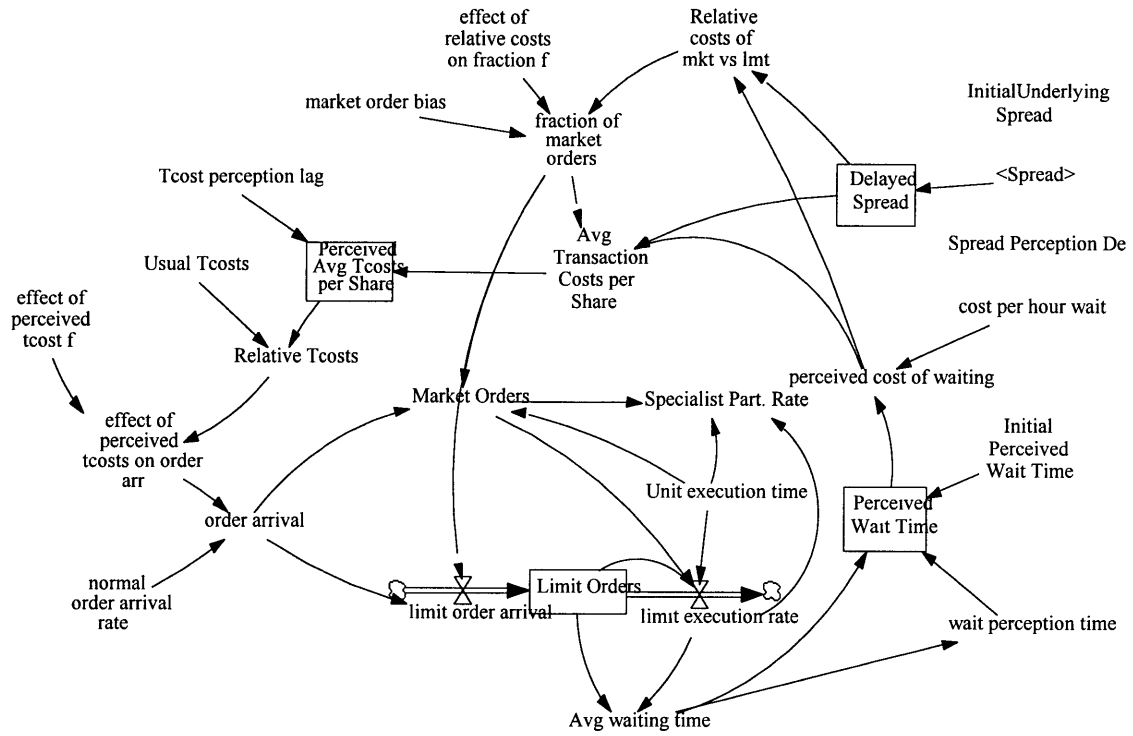 effect of
relative costs
on fraction f
Relative
costs of
mkt vs lmt
InitialUnderlying
Spread
market order bias
fraction of
market
orders
Tcost perception lag
Delayed
Spread
<Spread>
Avg
Transaction
Costs per
Share
Spread Perception De
Perceived
Avg Tcosts
per Share
Usual Tcosts
effect of
perceived
tcost f
cost per hour wait
Relative Tcosts
perceived cost of waiting
Market Orders
Specialist Part. Rate
effect of
perceived
tcosts on order
arr
Initial
Perceived
Wait Time
Unit execution time
Perceived
Wait Time
order arrival
normal
order arrival
rate
Limit Orders
limit order arrival
limit execution rate
wait perception time
Avg waiting time